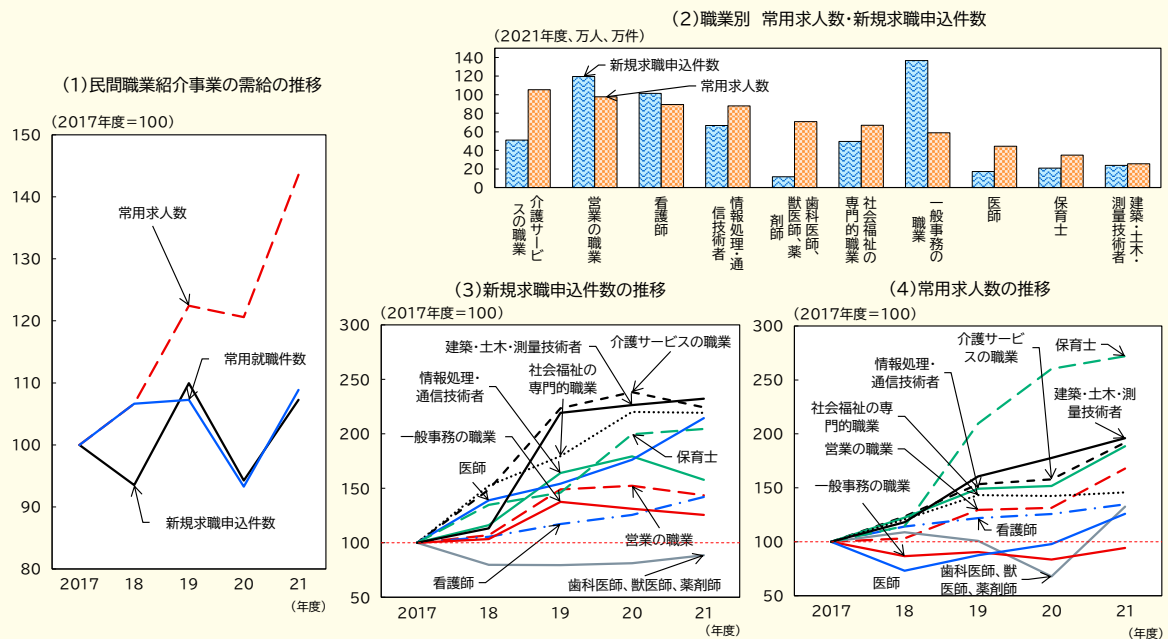 (1)民間職業紹介事業の需給の推移
(2017年度=100)
150
140
130
120
110
100
90
80
常用求人数
常用就職件数
新規求職申込件数
2017
18
19
20
21
(年度)
(2)職業別 常用求人数・新規求職申込件数
(2021年度、万人、万件)
140
120
100
80
60
40
20
0
新規求職申込件数
常用求人数
介護サービ
スの職業
営業の職業
看護師
情報処理・通
信技術者
歯科医師、
獣医師、薬
剤師
社会福祉の
専門的職業
一般事務の
職業
医師
保育士
建築・土木・
測量技術者
(3)新規求職申込件数の推移
(2017年度=100)
300
250
200
150
100
50
建築・土木・測量技術者
介護サービスの職業
情報処理・
通信技術者
社会福祉の
専門的職業
一般事務の職業
医師
保育士
営業の職業
看護師
歯科医師、獣医師、薬剤師
2017
18
19
20
21
(年度)
(4)常用求人数の推移
(2017年度=100)
300
250
200
150
100
50
介護サービ
スの職業
保育士
情報処理・
通信技術者
建築・土木・測
量技術者
社会福祉の専
門的職業
営業の職業
一般事務の職業
看護師
医師
歯科医師、獣
医師、薬剤師
2017
18
19
20
21
(年度)